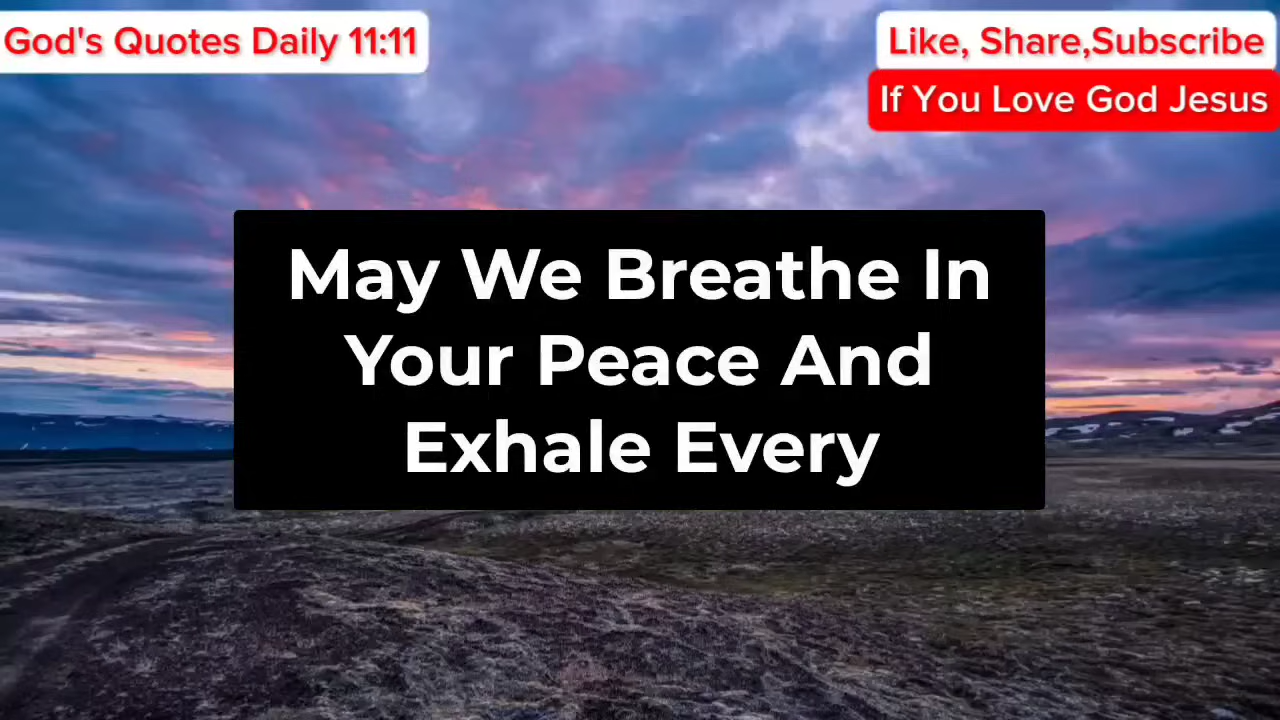 God's Quotes Daily 11:11
Like, Share,Subscribe
If You Love God Jesus
May We Breathe In
Your Peace And
Exhale Every